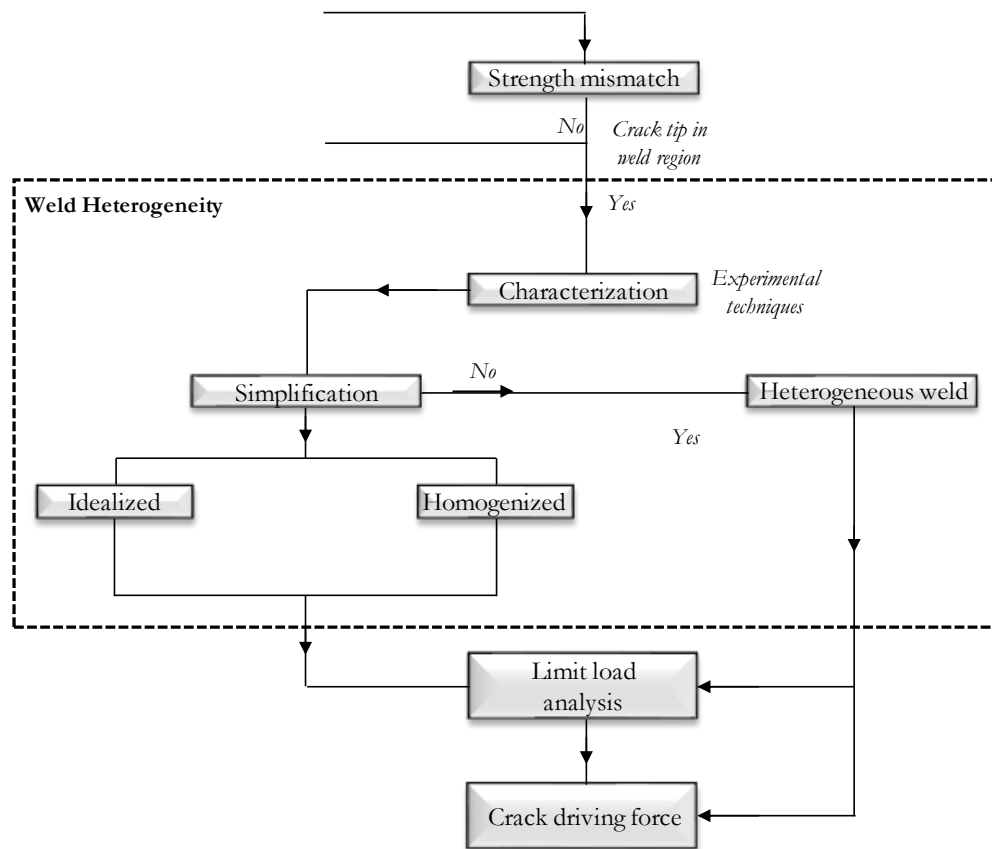 Strength mismatch
No
Crack tip in
weld region
Weld Heterogeneity
Yes
Characterization
Experimental
techniques
No
Simplification
Heterogeneous weld
Yes
Idealized
Homogenized
Limit load
analysis
Crack driving force